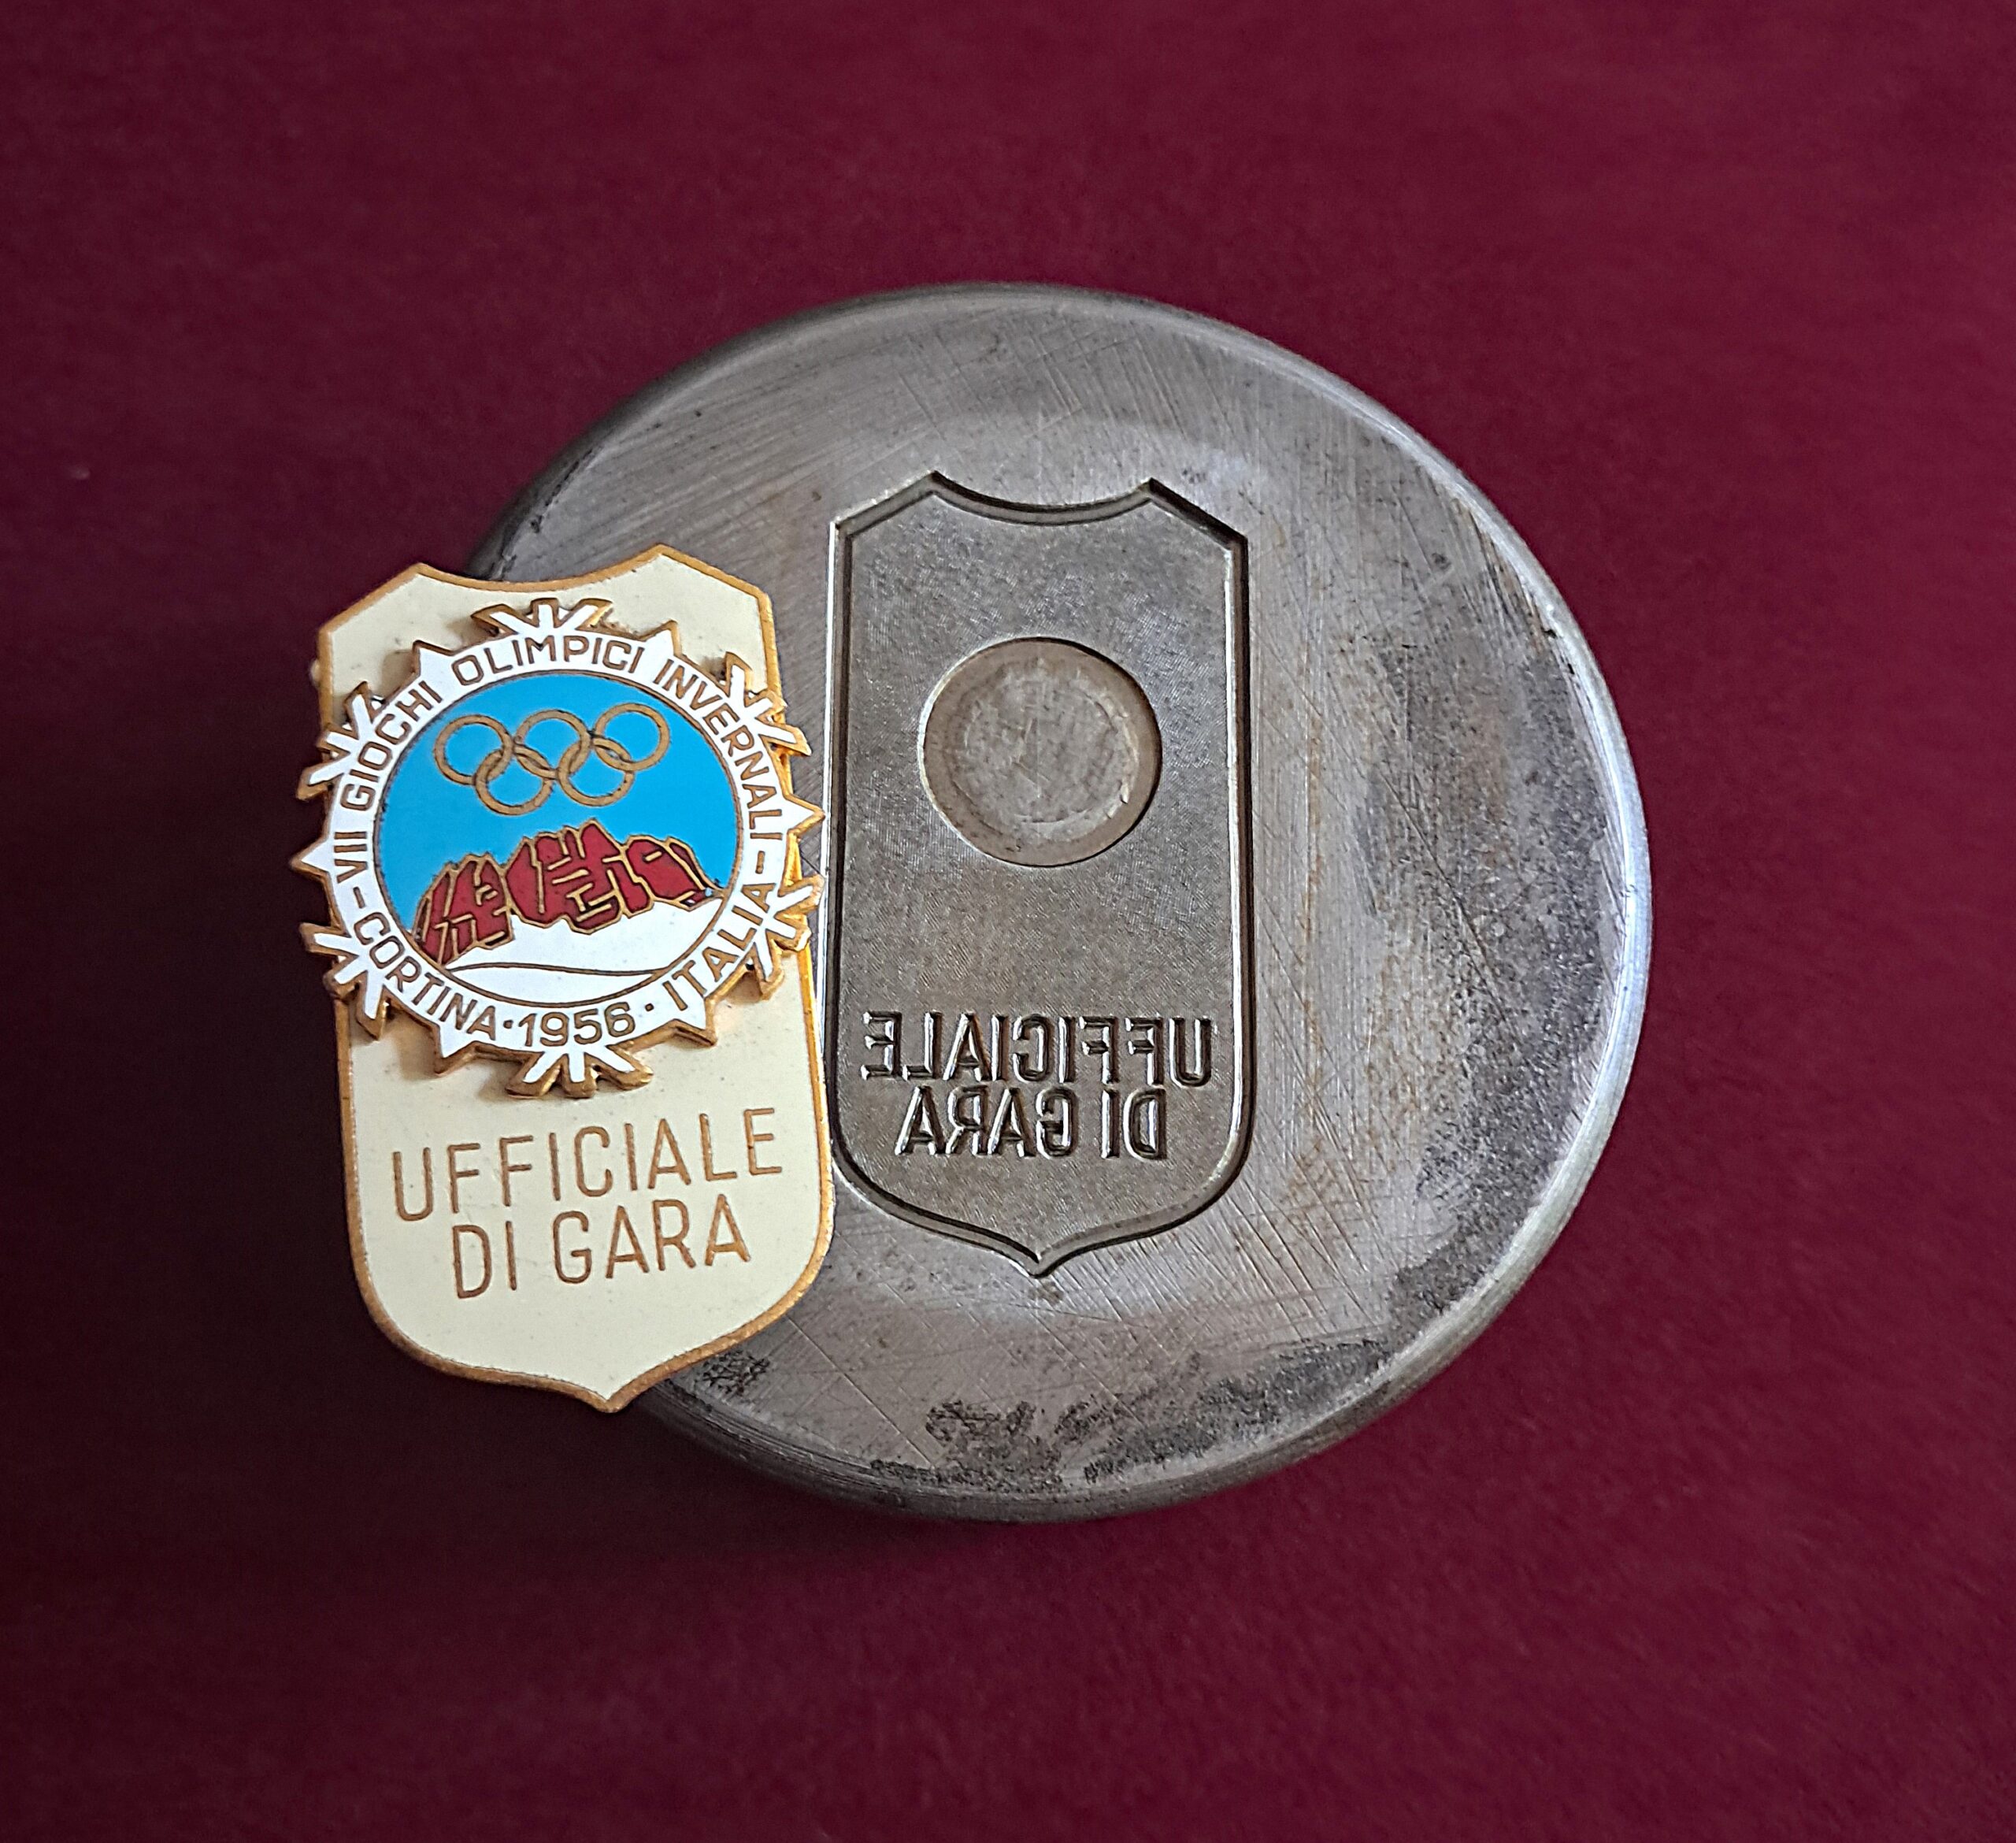 VII GIOCHI OLIMPICI INVERNALI
- CORTINA · 1956 · ITALIA -
UFFICIALE
DI GARA
UFFICIALE
DI GARA